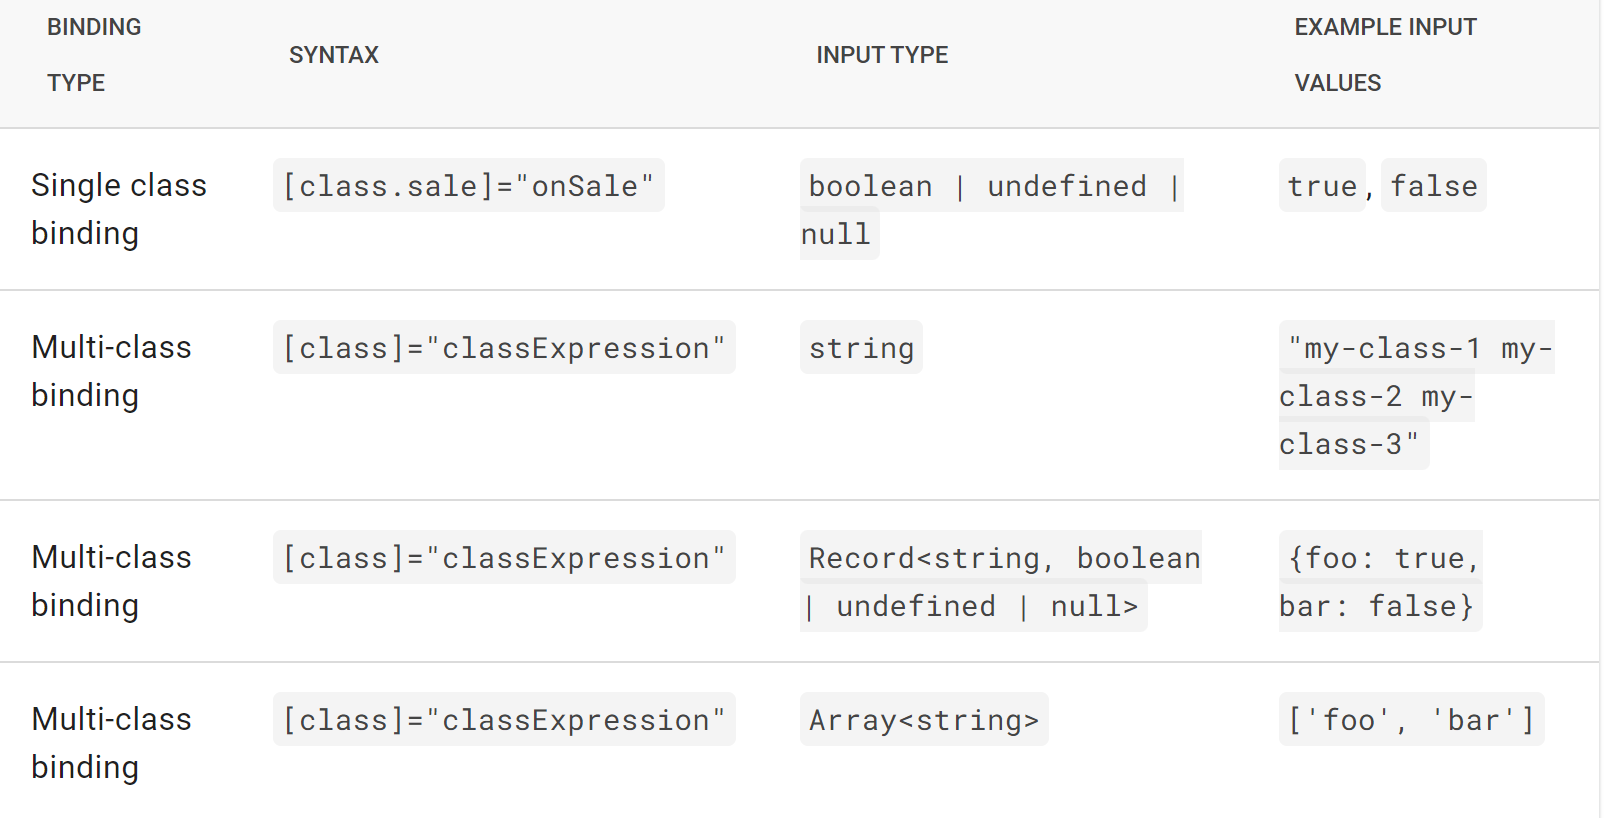 BINDING
TYPE
SYNTAX
INPUT TYPE
EXAMPLE INPUT
VALUES
Single class
binding
[class.sale]="onSale"
boolean | undefined |
null
true, false
Multi-class
binding
[class]="classExpression"
string
"my-class-1 my-
class-2 my-
class-3"
Multi-class
binding
[class]="classExpression"
Record<string, boolean
| undefined | null>
{foo: true,
bar: false}
Multi-class
binding
[class]="classExpression"
Array<string>
['foo', 'bar']